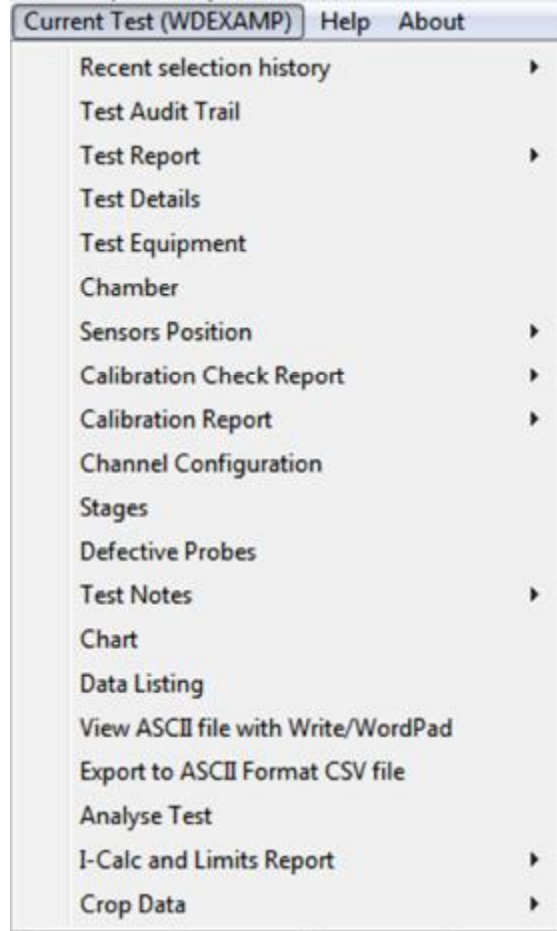 Current Test (WDEXAMP) Help About
Recent selection history
Test Audit Trail
Test Report
Test Details
Test Equipment
Chamber
Sensors Position
Calibration Check Report
Calibration Report
Channel Configuration
Stages
Defective Probes
Test Notes
Chart
Data Listing
View ASCII file with Write/WordPad
Export to ASCII Format CSV file
Analyse Test
I-Calc and Limits Report
Crop Data